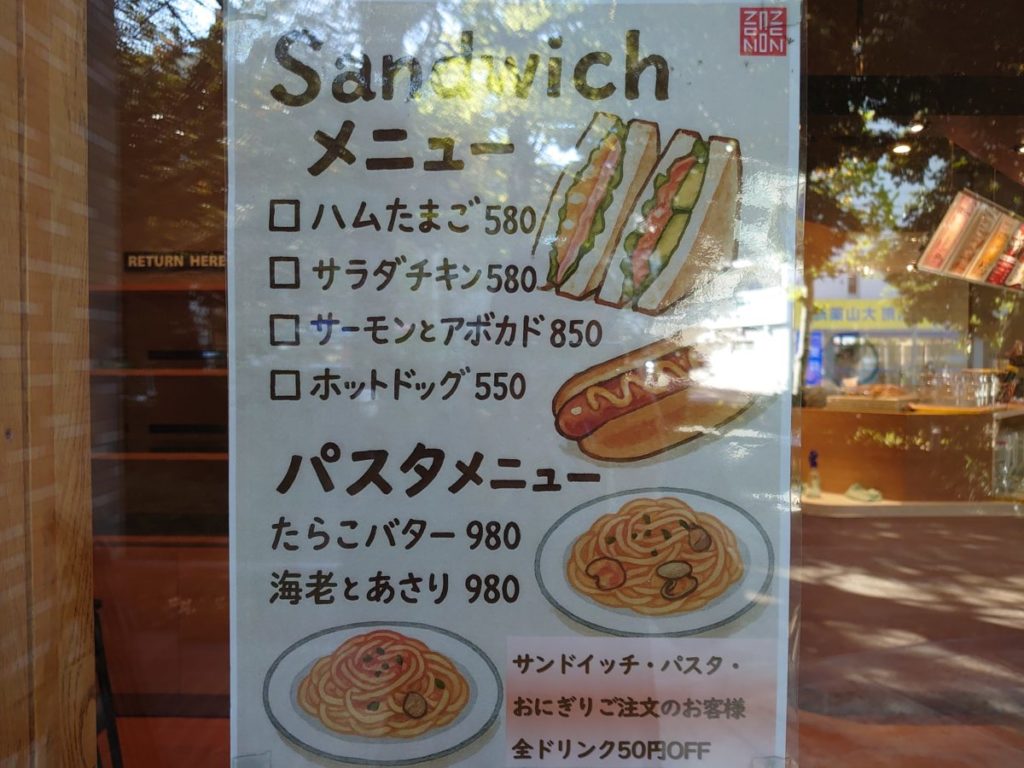 Sandwich
メニュー
□ ハムたまご 580
□ サラダチキン 580
□ サーモンとアボカド 850
□ ホットドッグ 550
パスタメニュー
たらこバター 980
海老とあさり 980
サンドイッチ・パスタ・
おにぎりご注文のお客様
全ドリンク50円OFF
RETURN HERE